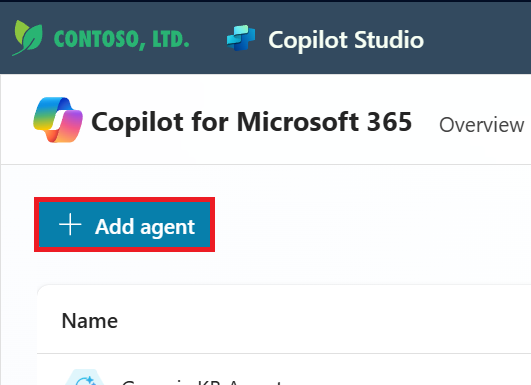 CONTOSO, LTD. Copilot Studio
Copilot for Microsoft 365 Overview
+ Add agent
Name